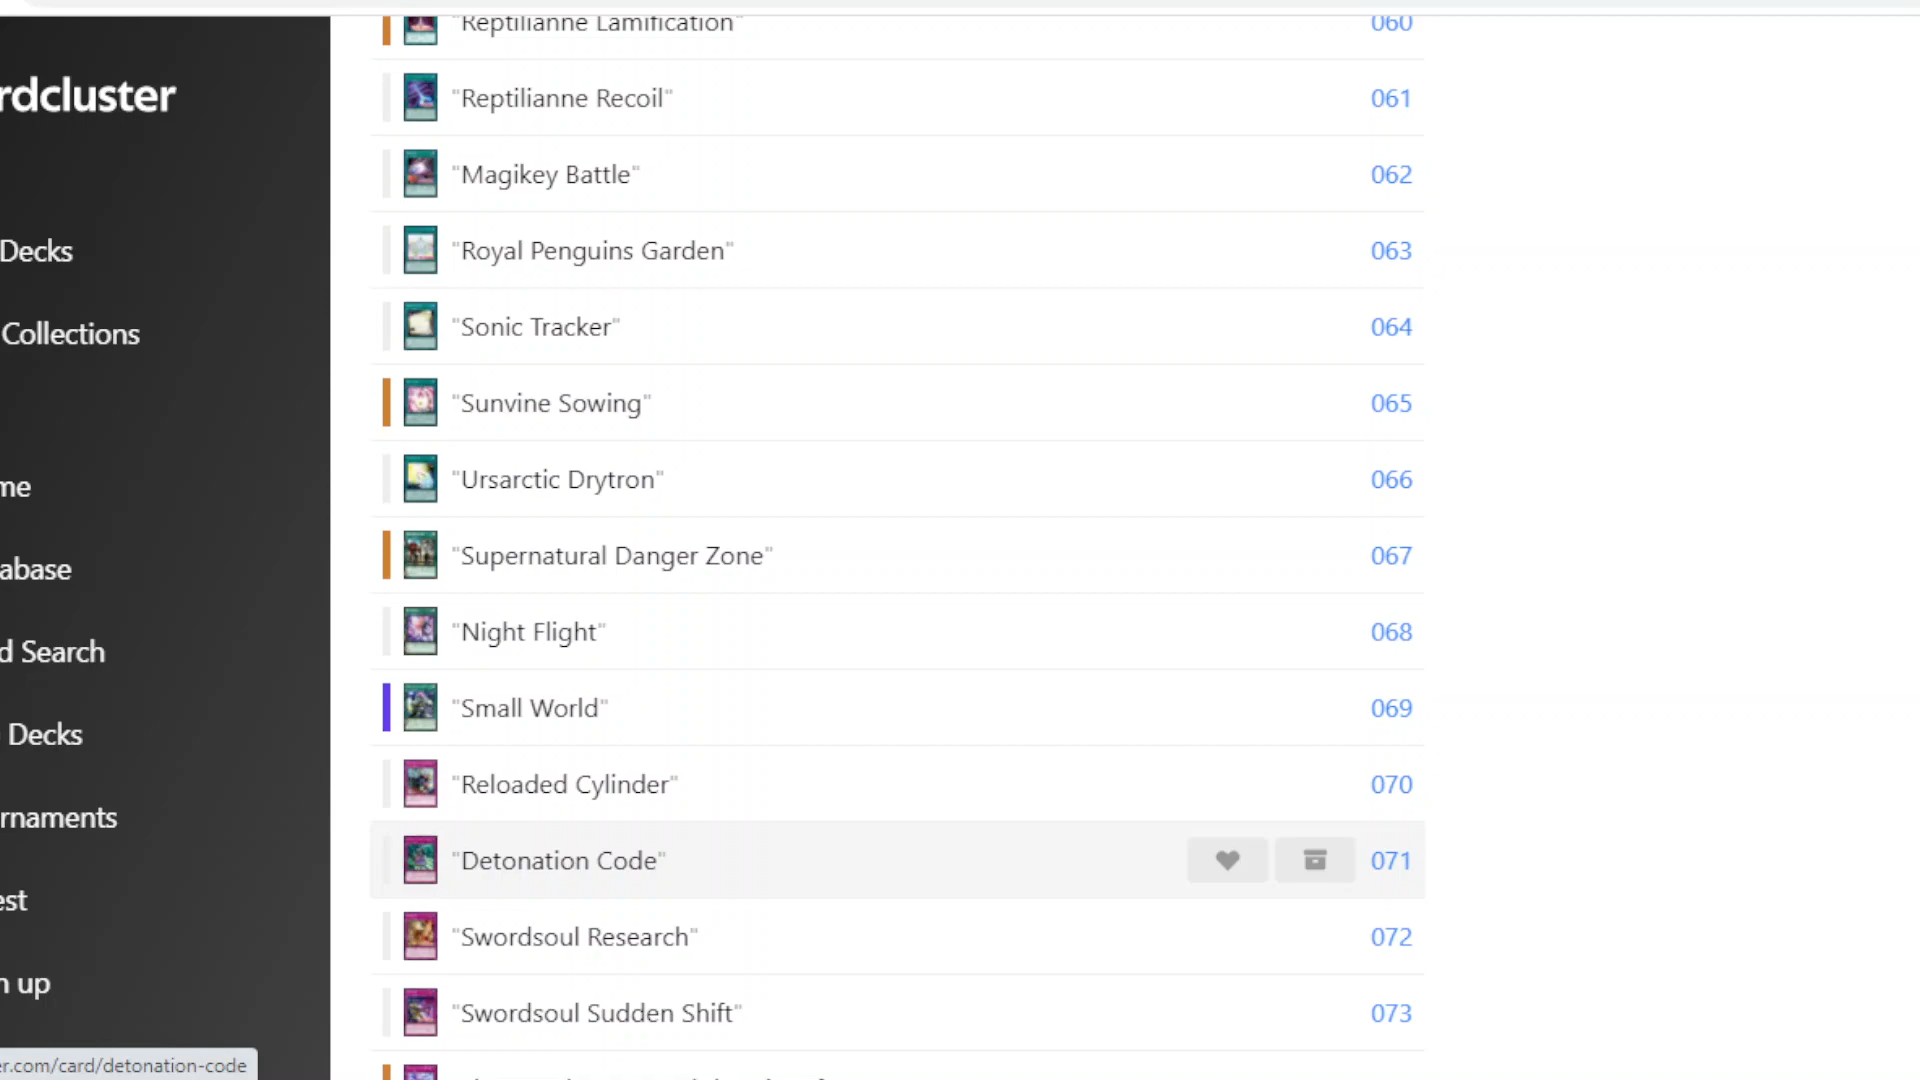 rdcluster
Decks
Collections
me
abase
d Search
Decks
rnaments
est
n up
er.com/card/detonation-code
"Reptilianne Lamification" 060
"Reptilianne Recoil" 061
"Magikey Battle" 062
"Royal Penguins Garden" 063
"Sonic Tracker" 064
"Sunvine Sowing" 065
"Ursarctic Drytron" 066
"Supernatural Danger Zone" 067
"Night Flight" 068
"Small World" 069
"Reloaded Cylinder" 070
"Detonation Code" 071
"Swordsoul Research" 072
"Swordsoul Sudden Shift" 073